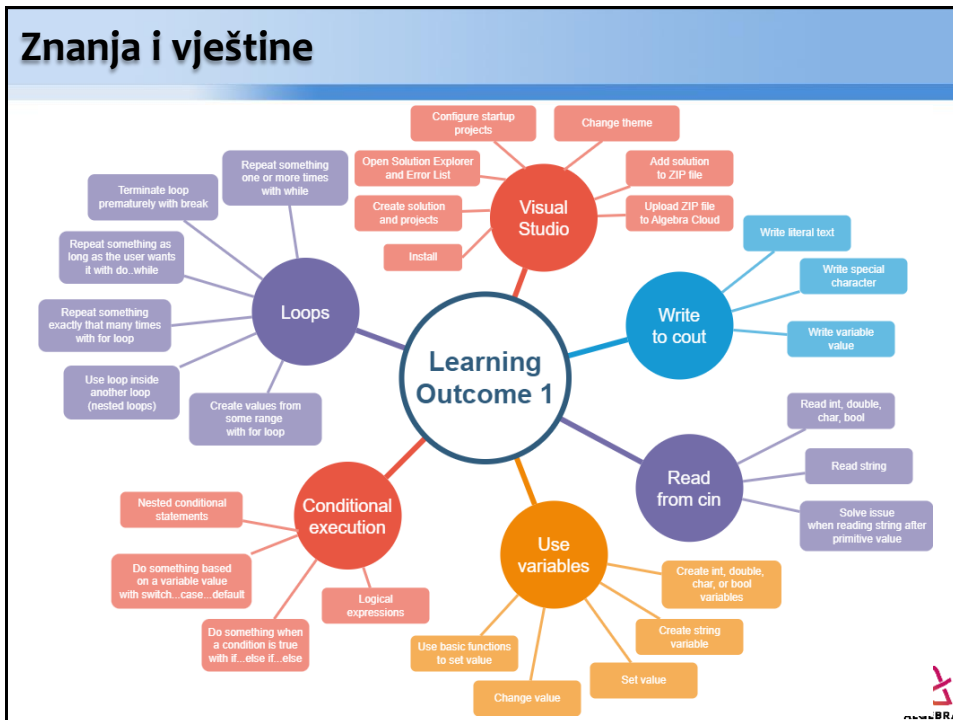 Znanja i vještine
Configure startup
projects
Change theme
Open Solution Explorer
and Error List
Add solution
to ZIP file
Create solution
and projects
Upload ZIP file
to Algebra Cloud
Install
Visual
Studio
Repeat something
one or more times
with while
Terminate loop
prematurely with break
Repeat something as
long as the user wants
it with do..while
Repeat something
exactly that many times
with for loop
Use loop inside
another loop
(nested loops)
Create values from
some range
with for loop
Loops
Write literal text
Write special
character
Write variable
value
Write
to cout
Learning
Outcome 1
Read int, double,
char, bool
Read string
Solve issue
when reading string after
primitive value
Read
from cin
Nested conditional
statements
Do something based
on a variable value
with switch...case...default
Do something when
a condition is true
with if...else if...else
Logical
expressions
Conditional
execution
Use
variables
Create int, double,
char, or bool
variables
Create string
variable
Set value
Change value
Use basic functions
to set value
ALGEBRA